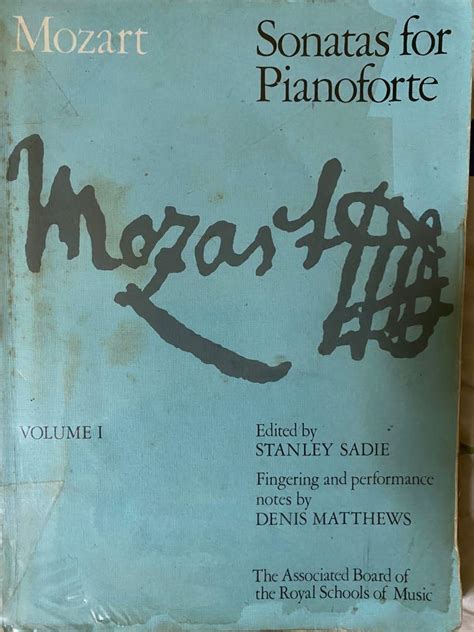 Mozart
Sonatas for
Pianoforte
Mozart
VOLUME I
Edited by
STANLEY SADIE
Fingering and performance
notes by
DENIS MATTHEWS
The Associated Board of
the Royal Schools of Music